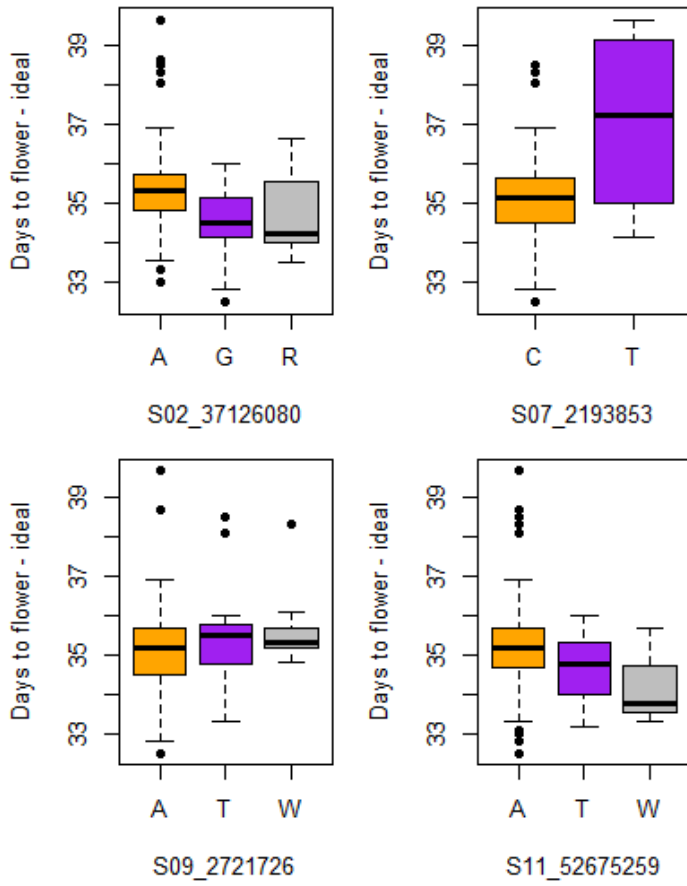 Days to flower - ideal
39
37
35
33
A G R
S02_37126080
Days to flower - ideal
39
37
35
33
C T
S07_2193853
Days to flower - ideal
39
37
35
33
A T W
S09_2721726
Days to flower - ideal
39
37
35
33
A T W
S11_52675259